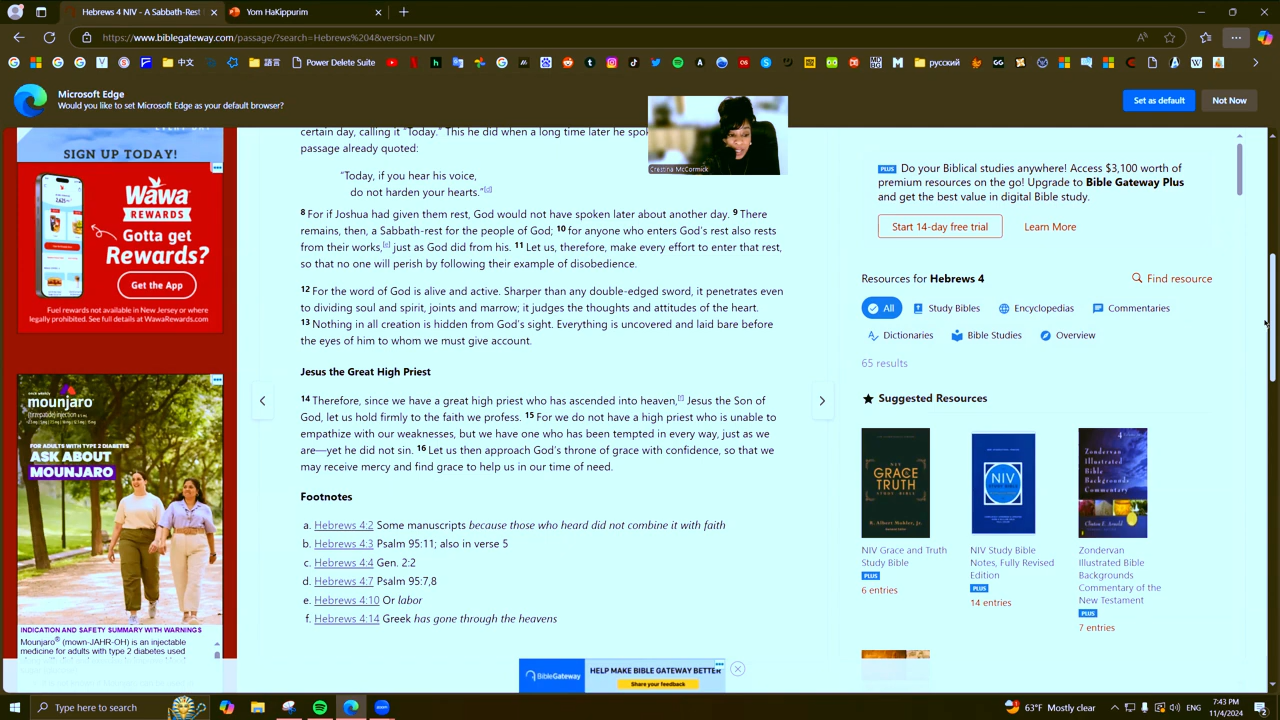 Hebrews 4 NIV - A Sabbath-Rest
Yom HaKippurim
https://www.biblegateway.com/passage/?search=Hebrews%204&version=NIV
Power Delete Suite
Microsoft Edge
Would you like to set Microsoft Edge as your default browser?
Set as default
Not Now
SIGN UP TODAY!
Wawa
REWARDS
Gotta get
Rewards?
Get the App
Fuel rewards not available in New Jersey or where
legally prohibited. See full details at WawaRewards.com
mounjaro
(tirzepatide) injection
FOR ADULTS WITH TYPE 2 DIABETES
ASK ABOUT
MOUNJARO
INDICATION AND SAFETY SUMMARY WITH WARNINGS
Mounjaro® (mown-JAHR-OH) is an injectable
medicine for adults with type 2 diabetes used
certain day, calling it "Today." This he did when a long time later he spok
passage already quoted:
"Today, if you hear his voice,
do not harden your hearts."[d]
8 For if Joshua had given them rest, God would not have spoken later about another day. 9 There
remains, then, a Sabbath-rest for the people of God; 10 for anyone who enters God's rest also rests
from their works,[e] just as God did from his. 11 Let us, therefore, make every effort to enter that rest,
so that no one will perish by following their example of disobedience.
12 For the word of God is alive and active. Sharper than any double-edged sword, it penetrates even
to dividing soul and spirit, joints and marrow; it judges the thoughts and attitudes of the heart.
13 Nothing in all creation is hidden from God's sight. Everything is uncovered and laid bare before
the eyes of him to whom we must give account.
Jesus the Great High Priest
14 Therefore, since we have a great high priest who has ascended into heaven,[f] Jesus the Son of
God, let us hold firmly to the faith we profess. 15 For we do not have a high priest who is unable to
empathize with our weaknesses, but we have one who has been tempted in every way, just as we
are—yet he did not sin. 16 Let us then approach God's throne of grace with confidence, so that we
may receive mercy and find grace to help us in our time of need.
Footnotes
a. Hebrews 4:2 Some manuscripts because those who heard did not combine it with faith
b. Hebrews 4:3 Psalm 95:11; also in verse 5
c. Hebrews 4:4 Gen. 2:2
d. Hebrews 4:7 Psalm 95:7,8
e. Hebrews 4:10 Or labor
f. Hebrews 4:14 Greek has gone through the heavens
Crestina McCormick
PLUS Do your Biblical studies anywhere! Access $3,100 worth of
premium resources on the go! Upgrade to Bible Gateway Plus
and get the best value in digital Bible study.
Start 14-day free trial
Learn More
Resources for Hebrews 4
Find resource
All
Study Bibles
Encyclopedias
Commentaries
Dictionaries
Bible Studies
Overview
65 results
Suggested Resources
NIV
GRACE
TRUTH
STUDY BIBLE
R. Albert Mohler, Jr.
NIV
Zondervan
Illustrated Bible
Backgrounds
Commentary
Clinton E. Arnold
NIV Grace and Truth
Study Bible
PLUS
6 entries
NIV Study Bible
Notes, Fully Revised
Edition
PLUS
14 entries
Zondervan
Illustrated Bible
Backgrounds
Commentary of the
New Testament
PLUS
7 entries
BibleGateway
HELP MAKE BIBLE GATEWAY BETTER
Share your feedback
Type here to search
63°F Mostly clear
ENG
7:43 PM
11/4/2024
2